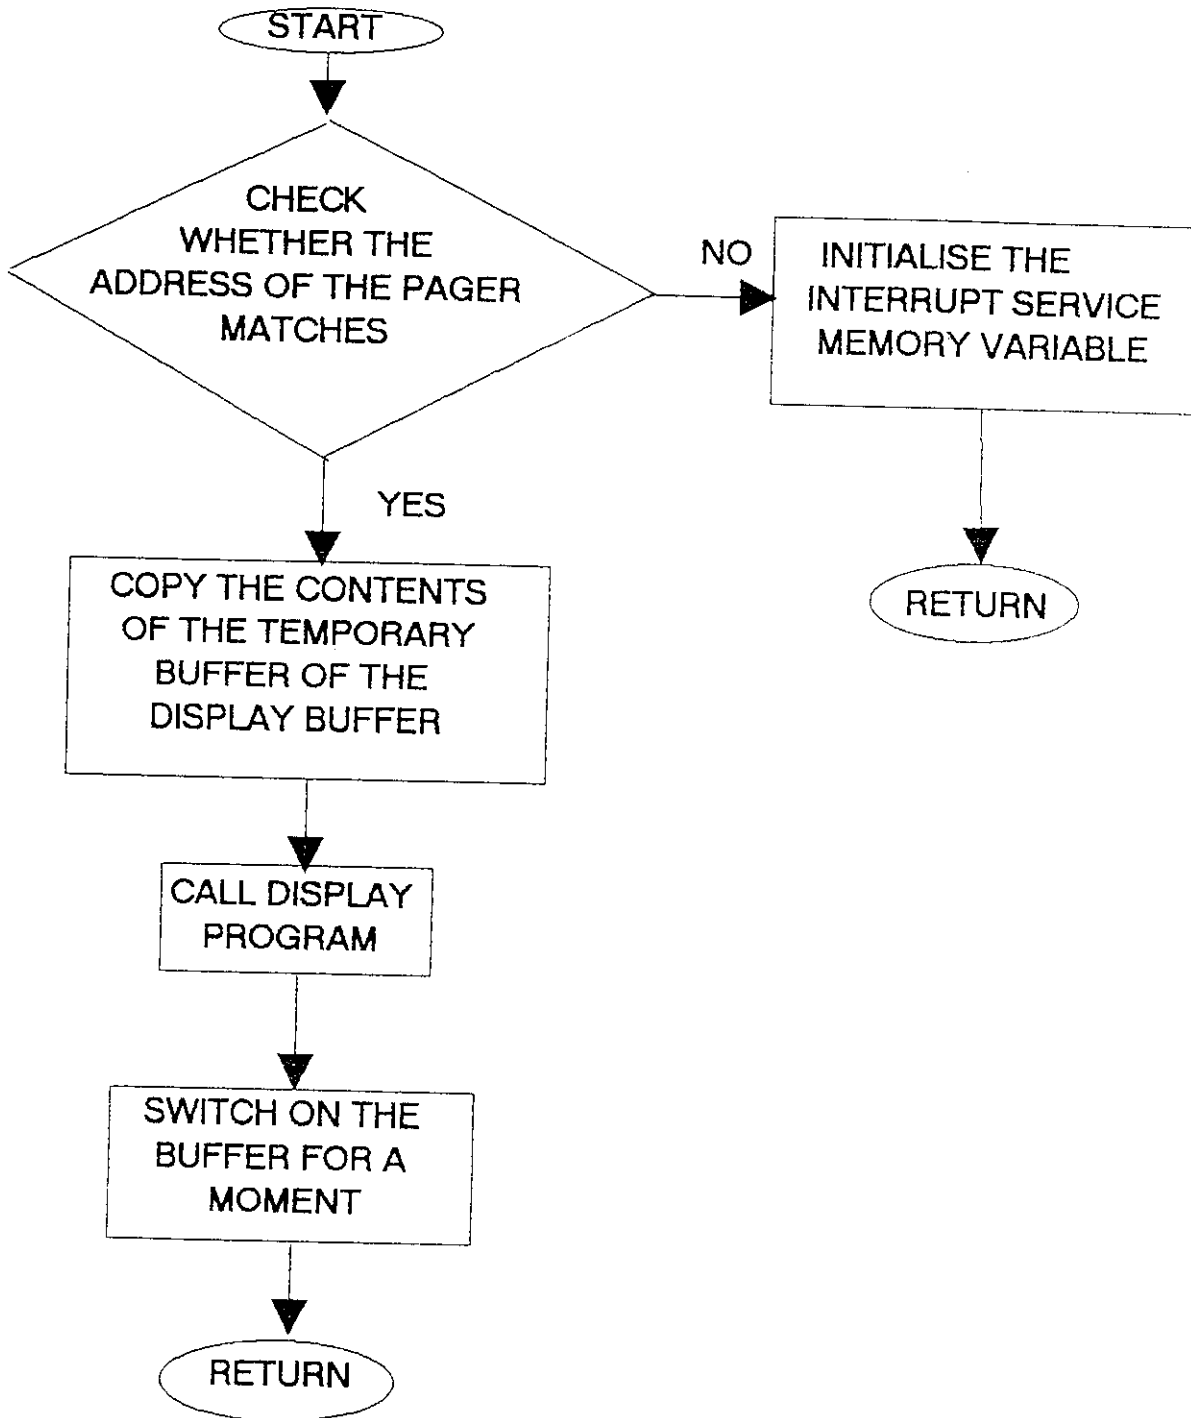 START
CHECK
WHETHER THE
ADDRESS OF THE PAGER
MATCHES
NO
INITIALISE THE
INTERRUPT SERVICE
MEMORY VARIABLE
RETURN
YES
COPY THE CONTENTS
OF THE TEMPORARY
BUFFER OF THE
DISPLAY BUFFER
CALL DISPLAY
PROGRAM
SWITCH ON THE
BUFFER FOR A
MOMENT
RETURN